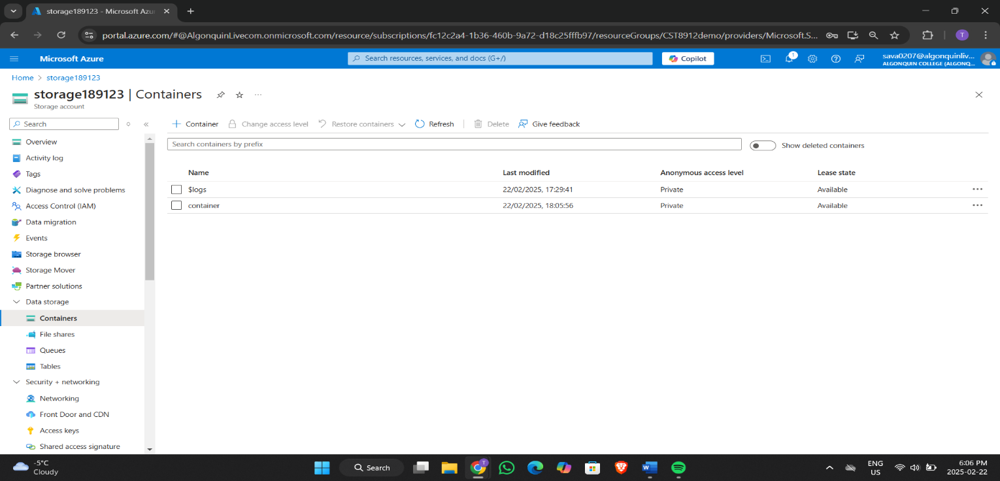 storage189123 - Microsoft Azu
portal.azure.com/#@AlgonquinLivecom.onmicrosoft.com/resource/subscriptions/fc12c2a4-1b36-460b-9a72-d18c25fffb97/resourceGroups/CST8912demo/providers/Microsoft.S...
T
Microsoft Azure
Search resources, services, and docs (G+/)
Copilot
1
sava0207@algonquinliv...
ALGONQUIN COLLEGE (ALGONQ...
Home > storage189123
storage189123 | Containers
Storage account
Search
Container
Change access level
Restore containers
Refresh
Delete
Give feedback
Search containers by prefix
Show deleted containers
Name Last modified Anonymous access level Lease state
$logs 22/02/2025, 17:29:41 Private Available
container 22/02/2025, 18:05:56 Private Available
Overview
Activity log
Tags
Diagnose and solve problems
Access Control (IAM)
Data migration
Events
Storage browser
Storage Mover
Partner solutions
Data storage
Containers
File shares
Queues
Tables
Security + networking
Networking
Front Door and CDN
Access keys
Shared access signature
-5°C
Cloudy
Search
T
ENG
US
6:06 PM
2025-02-22